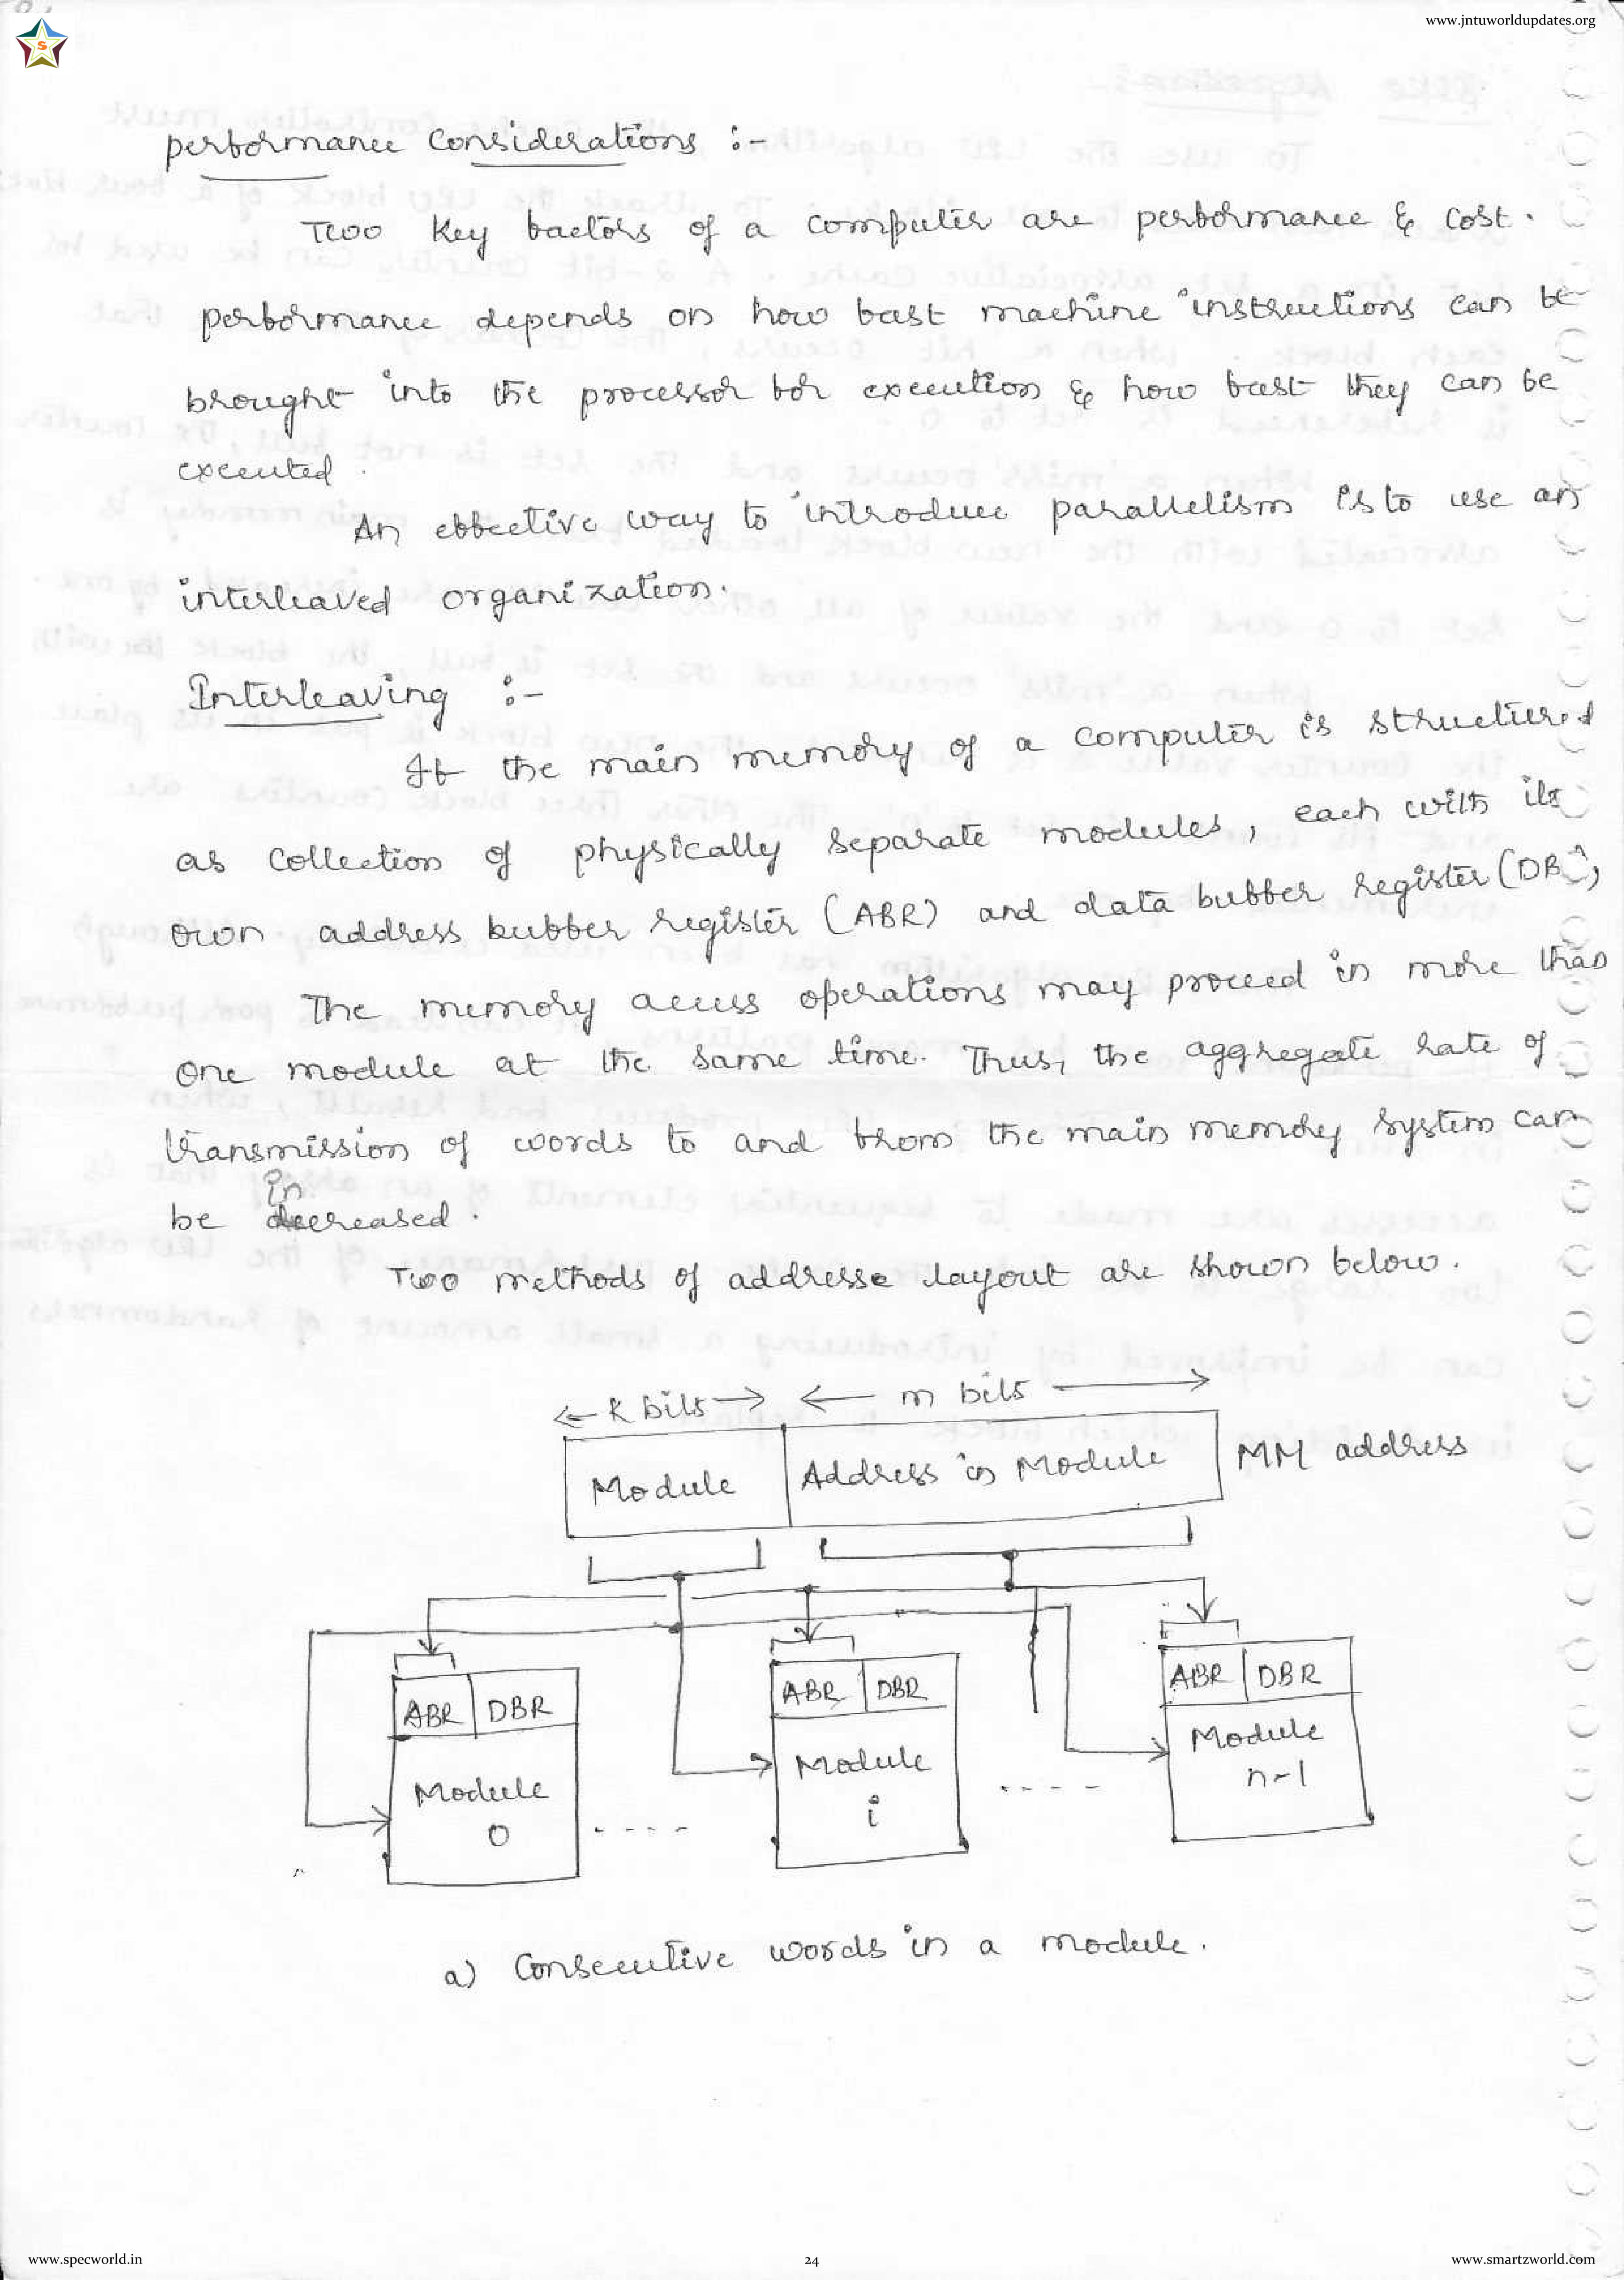 www.jntuworldupdates.org
S
performance Considerations :-
Two key factors of a computer are performance & cost.
performance depends on how fast machine instructions can be
brought into the processor for execution & how fast they can be
executed.
An effective way to introduce parallelism is to use an
interleaved organization.
Interleaving :-
If the main memory of a computer is structured
as collection of physically separate modules, each with its
own address buffer register (ABR) and data buffer register (DBR),
The memory access operations may proceed in more than
one module at the same time. Thus, the aggregate rate of
transmission of words to and from the main memory system can
be increased.
Two methods of addresse layout are shown below.
k bits m bits
Module Address in Module MM address
ABR DBR ABR DBR ABR DBR
Module Module Module
0 .... i .... n-1
a) Consecutive words in a module.
www.specworld.in 24 www.smartzworld.com